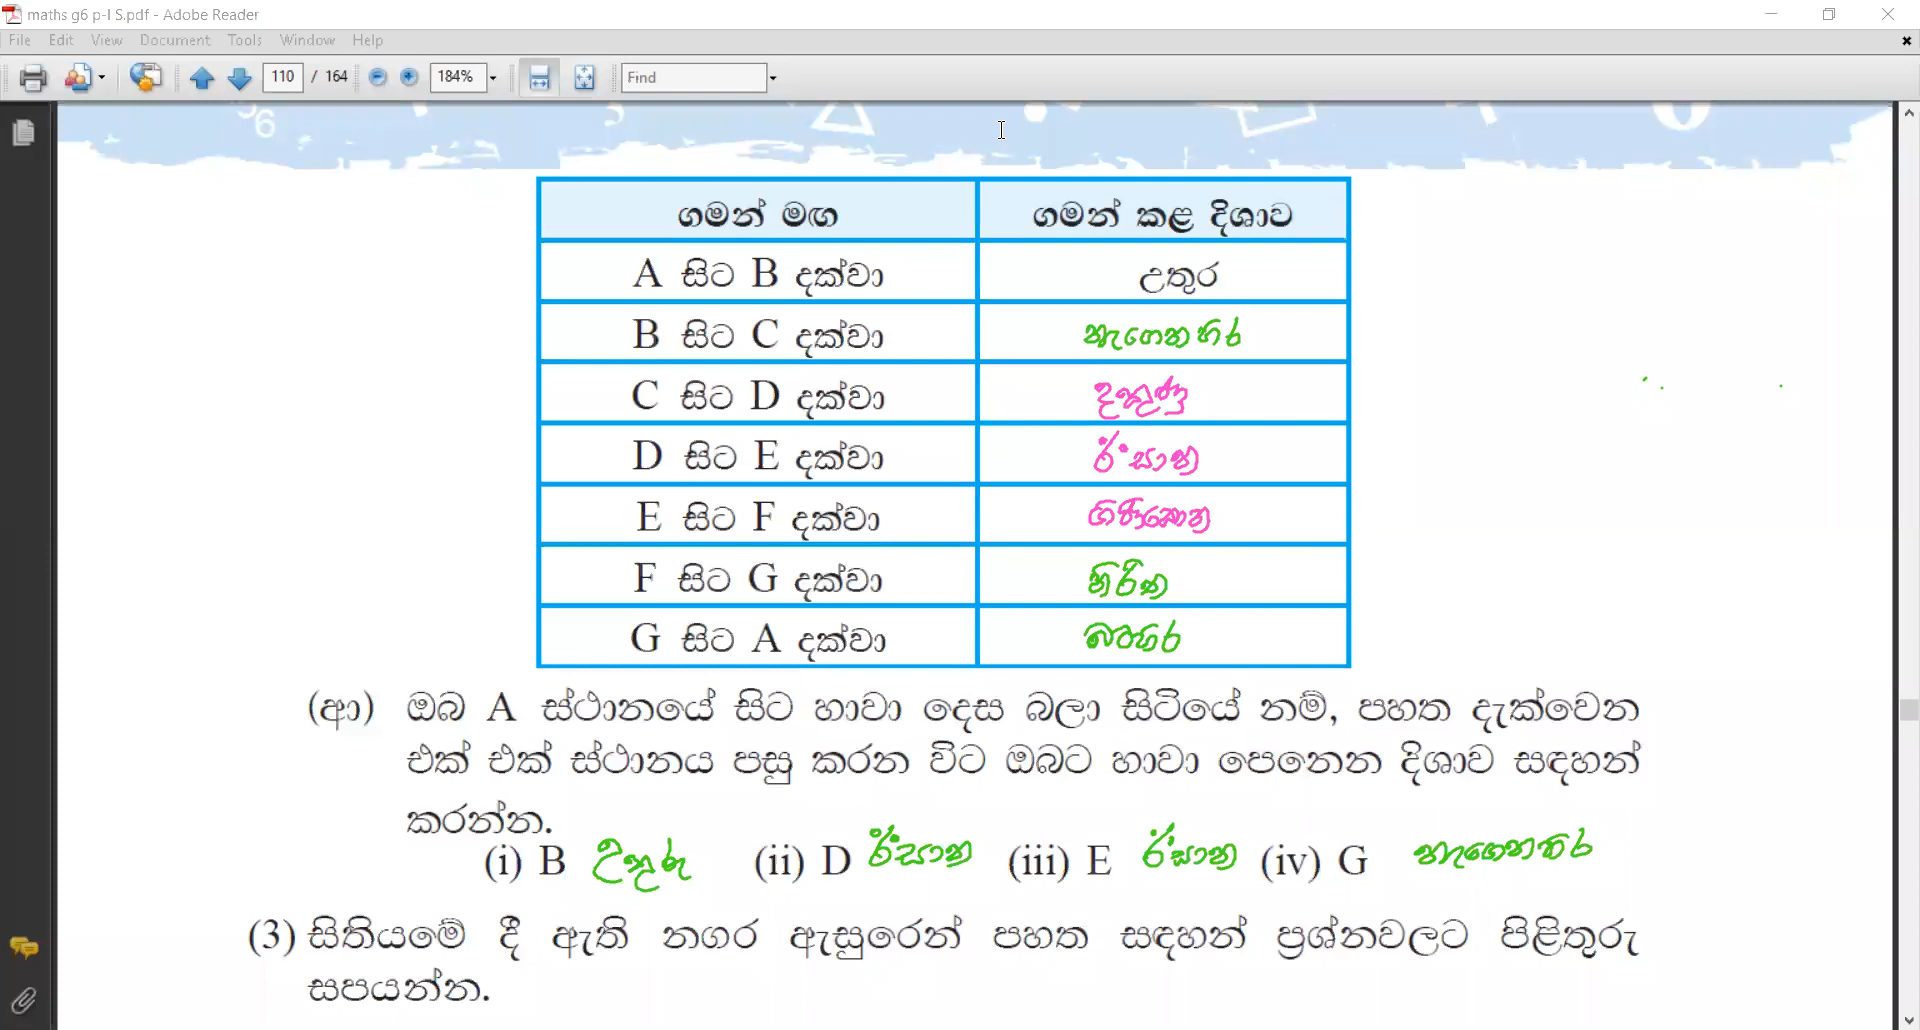 maths g6 p-I S.pdf - Adobe Reader
File Edit View Document Tools Window Help
110 / 164 184% Find
ගමන් මඟ ගමන් කළ දිශාව
A සිට B දක්වා උතුර
B සිට C දක්වා නැගෙනහිර
C සිට D දක්වා දකුණු
D සිට E දක්වා ඊසාන
E සිට F දක්වා ගිණිකොන
F සිට G දක්වා නිරිත
G සිට A දක්වා බටහිර
(ආ) ඔබ A ස්ථානයේ සිට හාවා දෙස බලා සිටියේ නම්, පහත දැක්වෙන
එක් එක් ස්ථානය පසු කරන විට ඔබට හාවා පෙනෙන දිශාව සඳහන්
කරන්න.
(i) B උතුරු (ii) D ඊසාන (iii) E ඊසාන (iv) G නැගෙනහිර
(3) සිතියමේ දී ඇති නගර ඇසුරෙන් පහත සඳහන් ප්‍රශ්නවලට පිළිතුරු
සපයන්න.